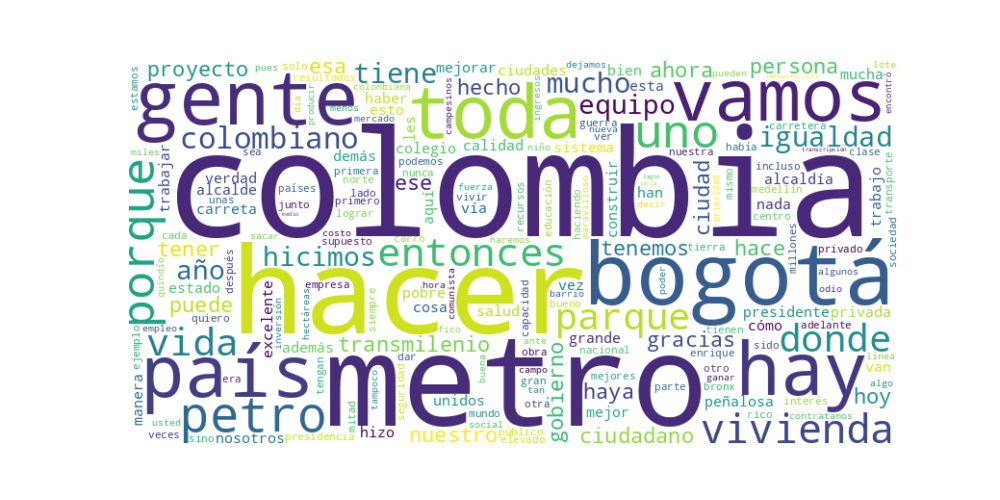 estamos
proyecto
pues
solo
resultados
esa
tiene
dejamos
mejorar
ciudades
bien
ahora
pueden
persona
mucha
lote
encontró
gente
día
producir
colombiana
menos
mercado
haber
esto
les
campesinos
hecho
ingresos
mucho
esta
toda
equipo
guerra
nueva
ver
vamos
carretera
trabajar
colombiano
colegio
calidad
niño
sistema
uno
nuestra
había
transcripción
igualdad
miles
sea
demás
podemos
nunca
incluso
clase
verdad
alcalde
unas
carreta
países
norte
primera
lado
primero
junto
lograr
medio
ese
aquí
fuerza
vivir
vía
recursos
educación
haciendo
maravilloso
construir
lagos
han
decir
ciudad
prioridad
mismo
medellín
alcaldía
nada
centro
trabajo
transporte
colombia
porque
cada
tener
sacar
costo
supuesto
carro
haremos
tenemos
tierra
hace
millones
privado
sociedad
quindío
año
estado
después
hicimos
entonces
hacer
bogotá
algunos
odio
puede
quiero
empresa
hectáreas
hora
comunista
siempre
pobre
cosa
salud
capacidad
vez
bueno
barrio
poder
presidente
privada
empleo
vida
excelente
inversión
además
transmilenio
fico
parque
grande
gracias
tienen
cómo
adelante
donde
ejemplo
manera
país
era
tengan
dar
seguridad
tampoco
metro
buena
ante
obra
campo
gran
tan
otra
nacional
gobierno
mejores
haya
mejor
enrique
otro
ganar
bronx
parte
sido
hay
línea
van
algo
hoy
interés
rico
contratamos
peñalosa
usted
veces
petro
sino
nosotros
hizo
presidencia
mitad
unidos
nuestro
mundo
social
público
elevado
ciudadano
vivienda